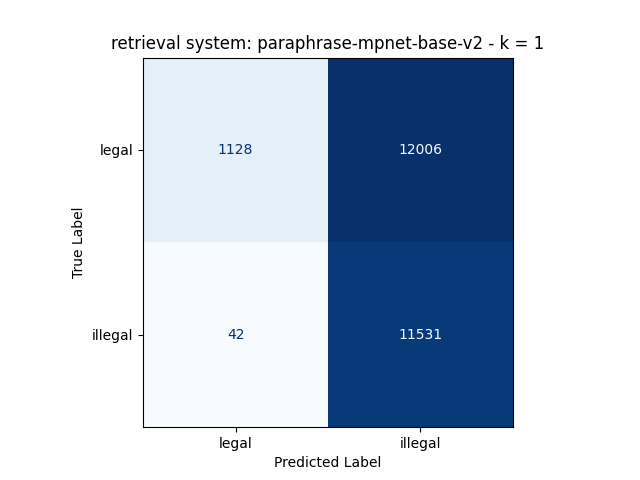 retrieval system: paraphrase-mpnet-base-v2 - k = 1
legal
1128
12006
True Label
illegal
42
11531
legal
illegal
Predicted Label